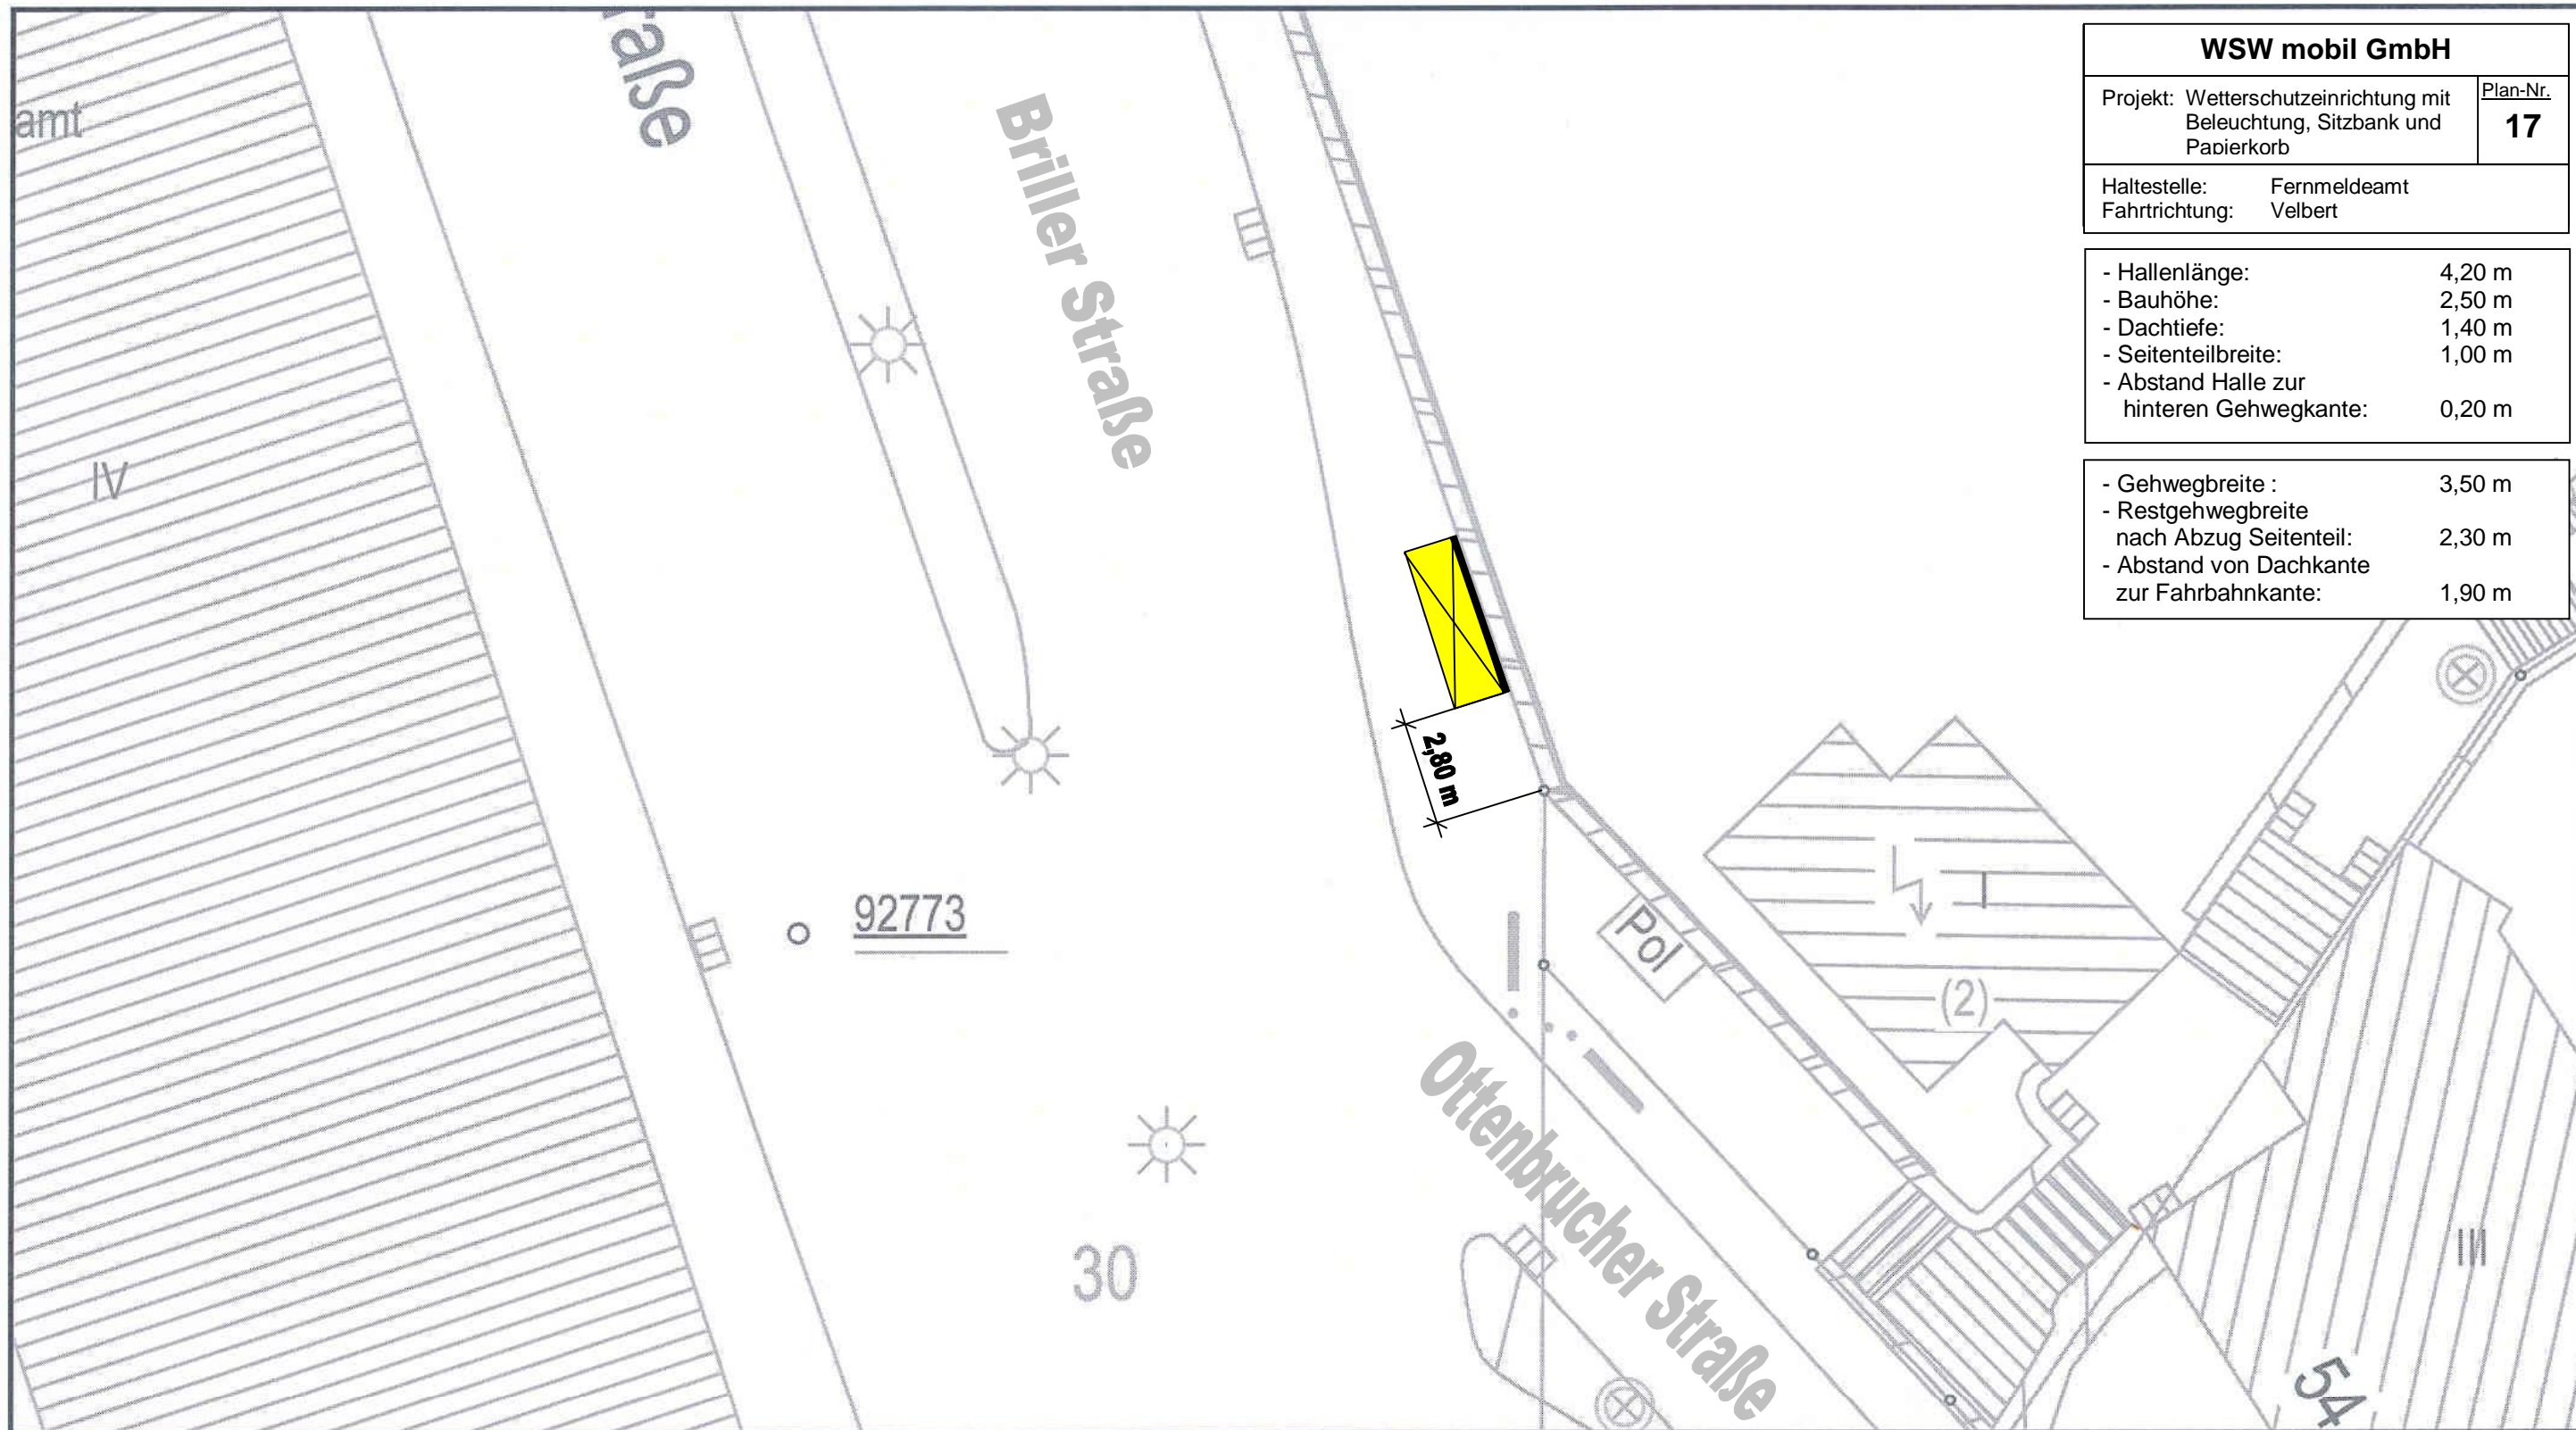 WSW mobil GmbH
Projekt: Wetterschutzeinrichtung mit
Beleuchtung, Sitzbank und
Papierkorb
Plan-Nr.
17
Haltestelle: Fernmeldeamt
Fahrtrichtung: Velbert
- Hallenlänge: 4,20 m
- Bauhöhe: 2,50 m
- Dachtiefe: 1,40 m
- Seitenteilbreite: 1,00 m
- Abstand Halle zur
hinteren Gehwegkante: 0,20 m
- Gehwegbreite : 3,50 m
- Restgehwegbreite
nach Abzug Seitenteil: 2,30 m
- Abstand von Dachkante
zur Fahrbahnkante: 1,90 m
raße
amt
Briller Straße
IV
2,80 m
92773
Pol
I
(2)
Ottenbrucher Straße
30
III
54